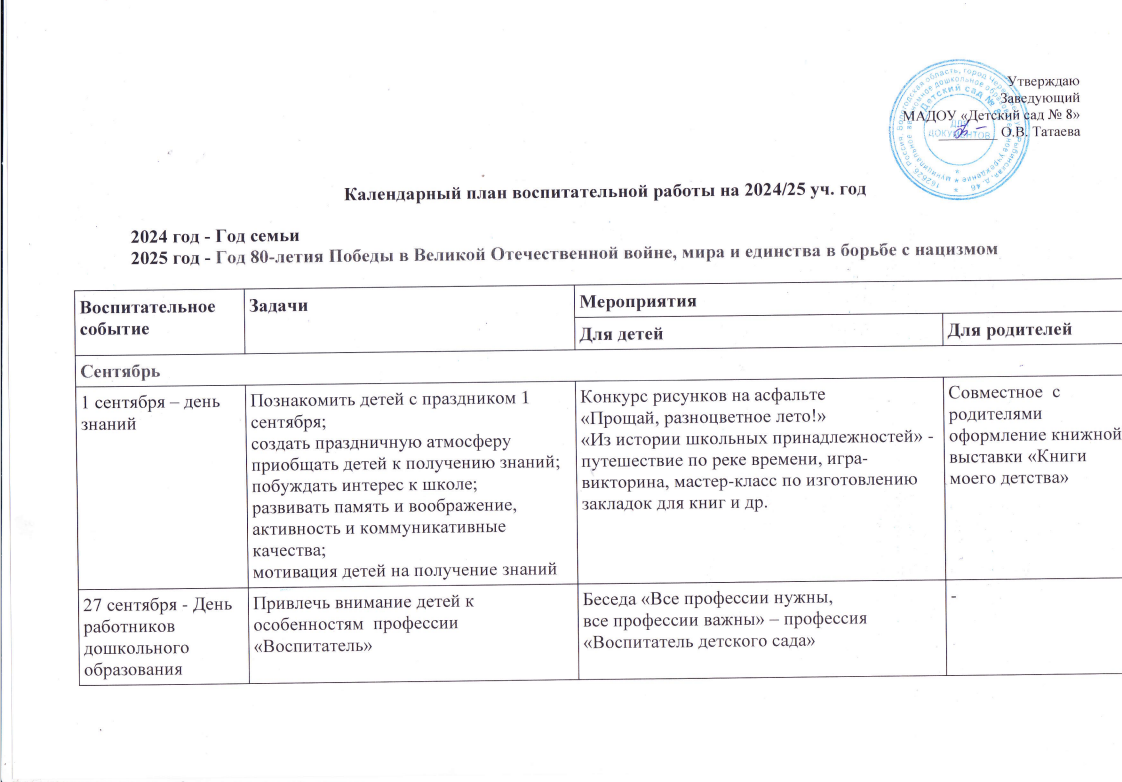 Утверждаю
Заведующий
МАДОУ «Детский сад № 8»
О.В. Татаева
ДЛЯ
ДОКУМЕНТОВ
Календарный план воспитательной работы на 2024/25 уч. год
2024 год - Год семьи
2025 год - Год 80-летия Победы в Великой Отечественной войне, мира и единства в борьбе с нацизмом
Воспитательное
событие
Задачи
Мероприятия
Для детей
Для родителей
Сентябрь
1 сентября – день
знаний
Познакомить детей с праздником 1
сентября;
создать праздничную атмосферу
приобщать детей к получению знаний;
побуждать интерес к школе;
развивать память и воображение,
активность и коммуникативные
качества;
мотивация детей на получение знаний
Конкурс рисунков на асфальте
«Прощай, разноцветное лето!»
«Из истории школьных принадлежностей» -
путешествие по реке времени, игра-
викторина, мастер-класс по изготовлению
закладок для книг и др.
Совместное с
родителями
оформление книжной
выставки «Книги
моего детства»
27 сентября - День
работников
дошкольного
образования
Привлечь внимание детей к
особенностям профессии
«Воспитатель»
Беседа «Все профессии нужны,
все профессии важны» – профессия
«Воспитатель детского сада»
-